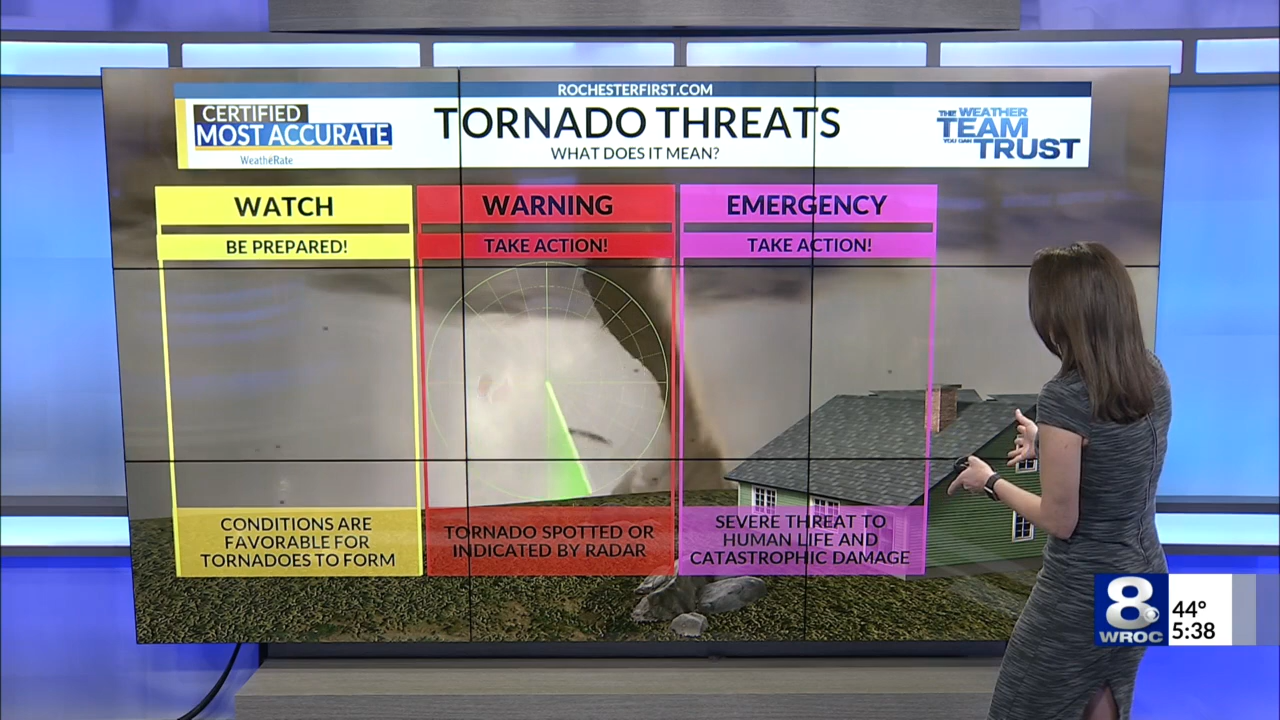 ROCHESTERFIRST.COM
CERTIFIED
MOST ACCURATE
WeatheRate
TORNADO THREATS
WHAT DOES IT MEAN?
THE WEATHER
TEAM
YOU CAN
TRUST
WATCH
BE PREPARED!
CONDITIONS ARE
FAVORABLE FOR
TORNADOES TO FORM
WARNING
TAKE ACTION!
TORNADO SPOTTED OR
INDICATED BY RADAR
EMERGENCY
TAKE ACTION!
SEVERE THREAT TO
HUMAN LIFE AND
CATASTROPHIC DAMAGE
8
WROC
44°
5:38